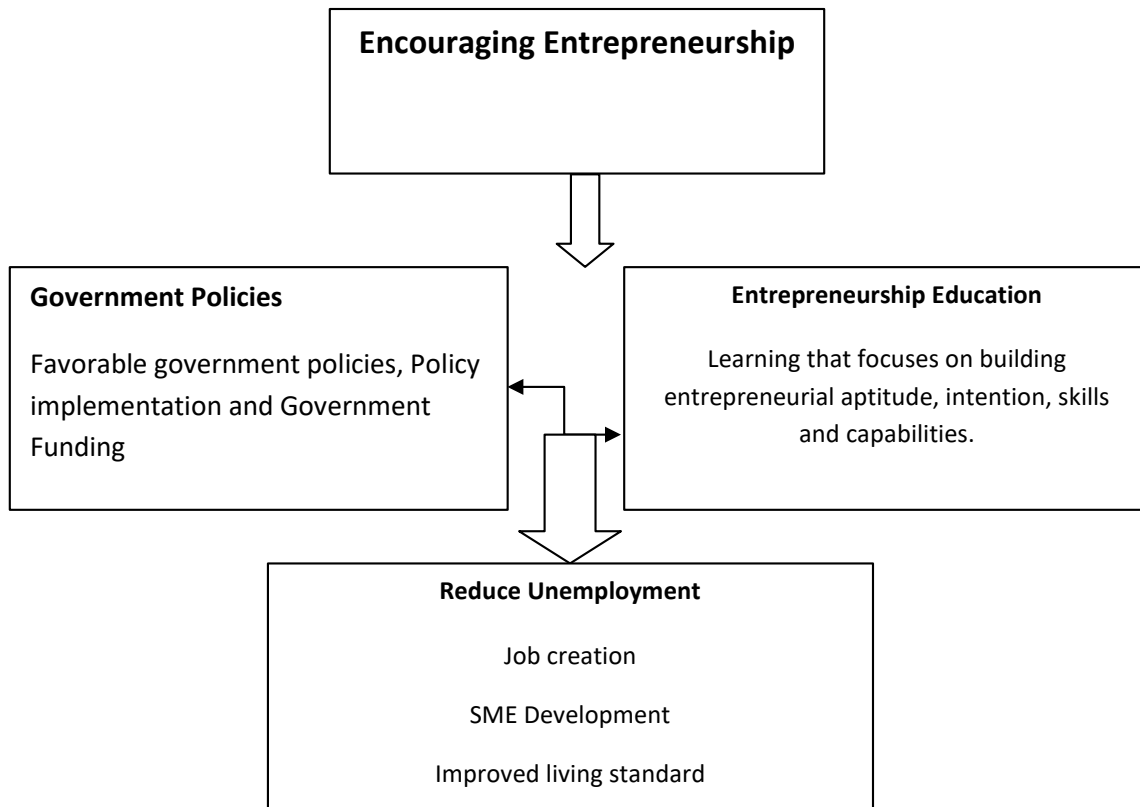 Encouraging Entrepreneurship
Government Policies
Favorable government policies, Policy
implementation and Government
Funding
Entrepreneurship Education
Learning that focuses on building
entrepreneurial aptitude, intention, skills
and capabilities.
Reduce Unemployment
Job creation
SME Development
Improved living standard